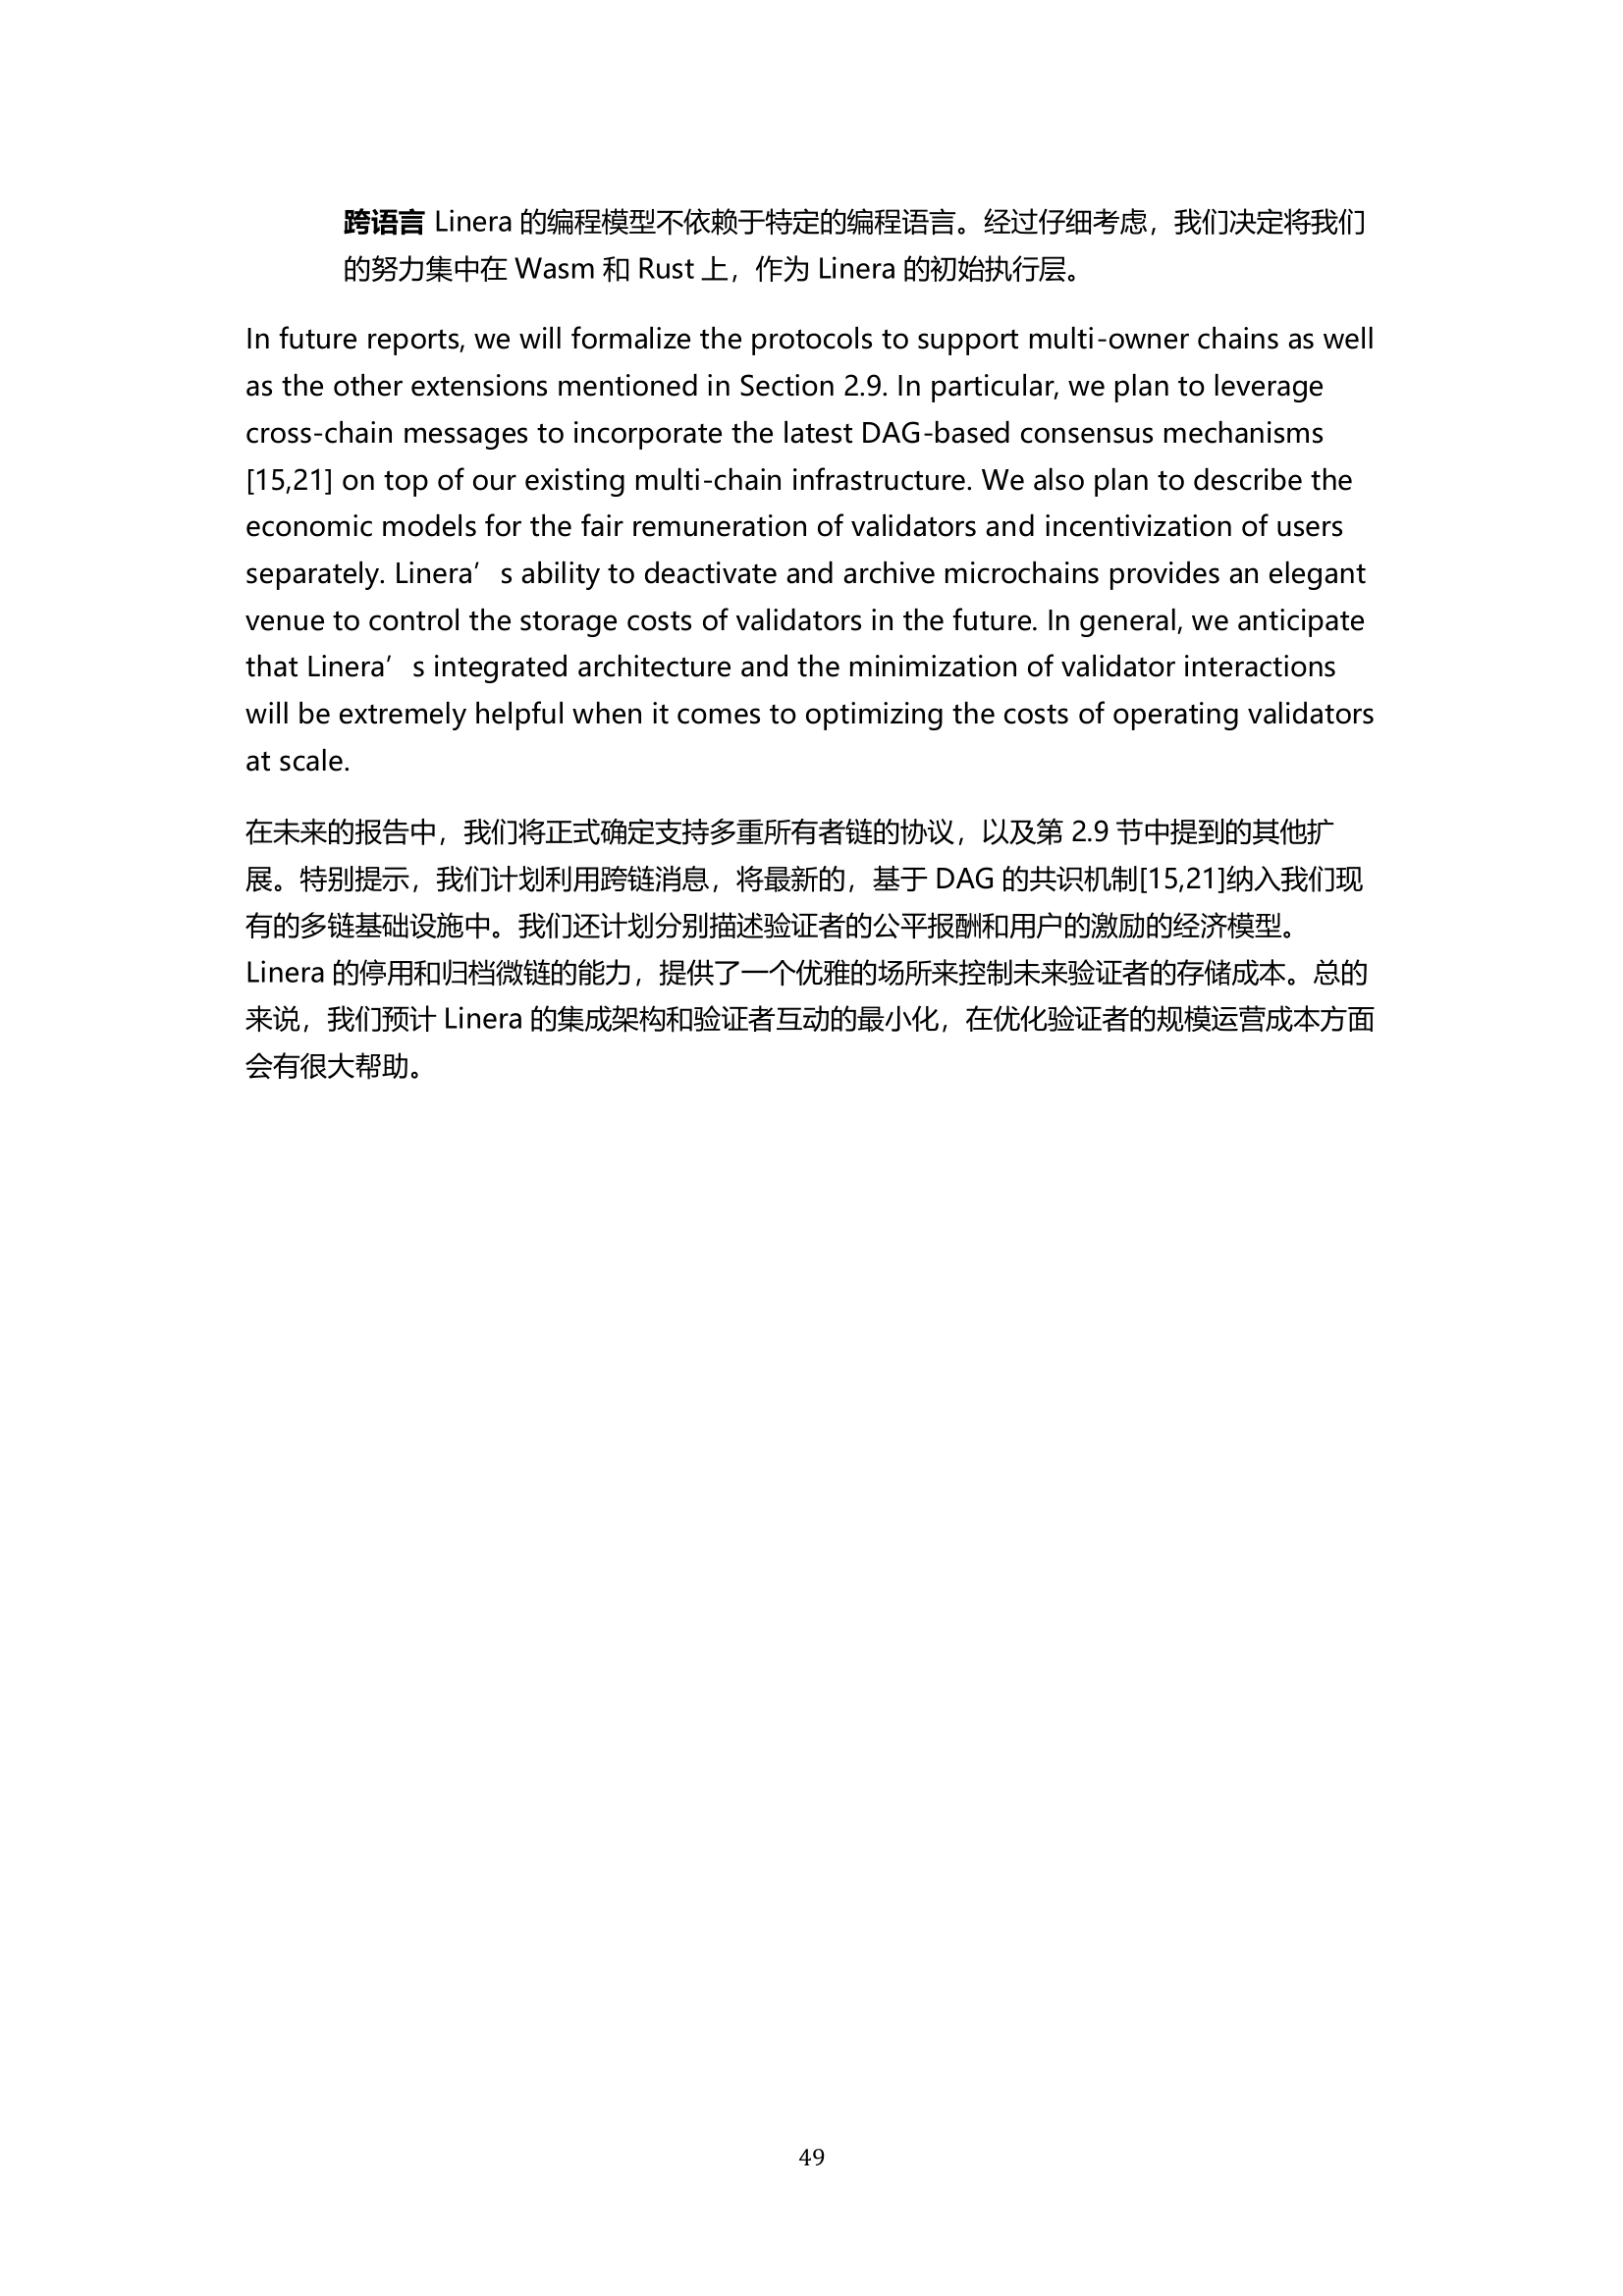 跨语言 Linera 的编程模型不依赖于特定的编程语言。经过仔细考虑，我们决定将我们
的努力集中在 Wasm 和 Rust 上，作为 Linera 的初始执行层。
In future reports, we will formalize the protocols to support multi-owner chains as well
as the other extensions mentioned in Section 2.9. In particular, we plan to leverage
cross-chain messages to incorporate the latest DAG-based consensus mechanisms
[15,21] on top of our existing multi-chain infrastructure. We also plan to describe the
economic models for the fair remuneration of validators and incentivization of users
separately. Linera’s ability to deactivate and archive microchains provides an elegant
venue to control the storage costs of validators in the future. In general, we anticipate
that Linera’s integrated architecture and the minimization of validator interactions
will be extremely helpful when it comes to optimizing the costs of operating validators
at scale.
在未来的报告中，我们将正式确定支持多重所有者链的协议，以及第 2.9 节中提到的其他扩
展。特别提示，我们计划利用跨链消息，将最新的，基于 DAG 的共识机制[15,21]纳入我们现
有的多链基础设施中。我们还计划分别描述验证者的公平报酬和用户的激励的经济模型。
Linera 的停用和归档微链的能力，提供了一个优雅的场所来控制未来验证者的存储成本。总的
来说，我们预计 Linera 的集成架构和验证者互动的最小化，在优化验证者的规模运营成本方面
会有很大帮助。
49